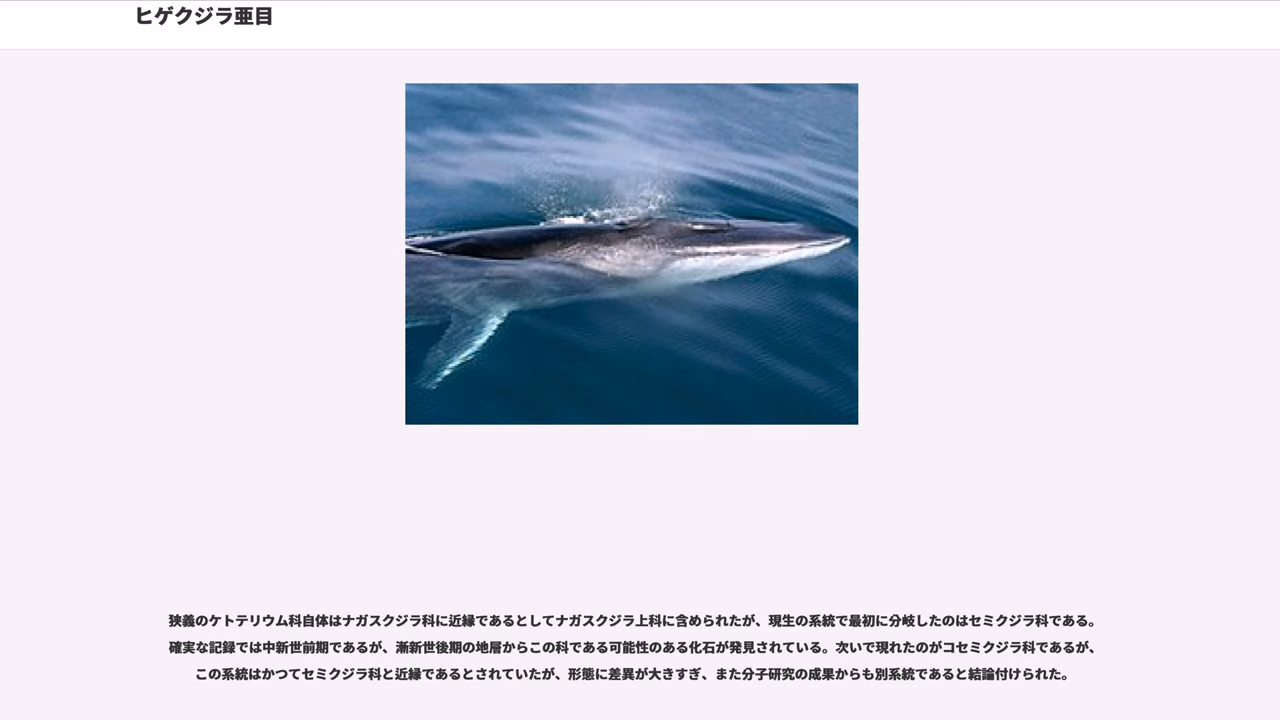 ヒゲクジラ亜目
狭義のケトテリウム科自体はナガスクジラ科に近縁であるとしてナガスクジラ上科に含められたが、現生の系統で最初に分岐したのはセミクジラ科である。
確実な記録では中新世前期であるが、漸新世後期の地層からこの科である可能性のある化石が発見されている。次いで現れたのがコセミクジラ科であるが、
この系統はかつてセミクジラ科と近縁であるとされていたが、形態に差異が大きすぎ、また分子研究の成果からも別系統であると結論付けられた。